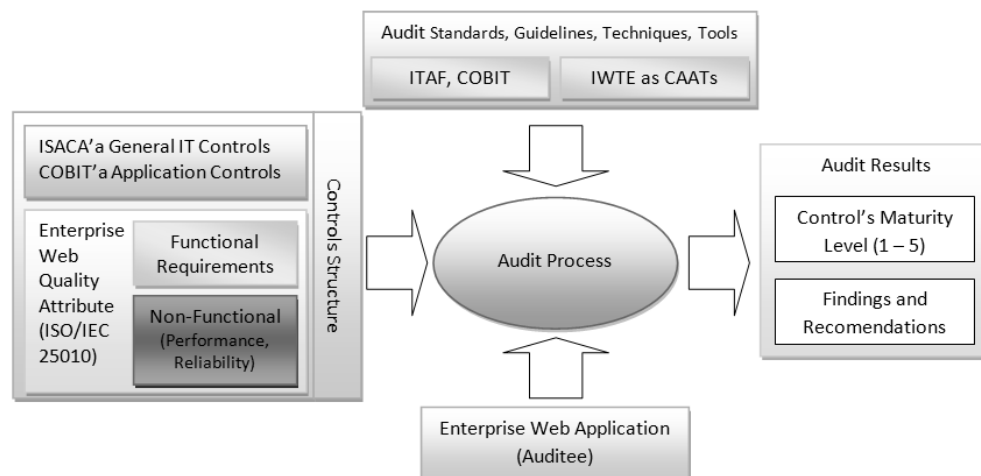 Audit Standards, Guidelines, Techniques, Tools
ITAF, COBIT
IWTE as CAATs
ISACA'a General IT Controls
COBIT'a Application Controls
Enterprise
Web
Quality
Attribute
(ISO/IEC
25010)
Functional
Requirements
Non-Functional
(Performance,
Reliability)
Controls Structure
Audit Process
Audit Results
Control's Maturity
Level (1 – 5)
Findings and
Recomendations
Enterprise Web Application
(Auditee)